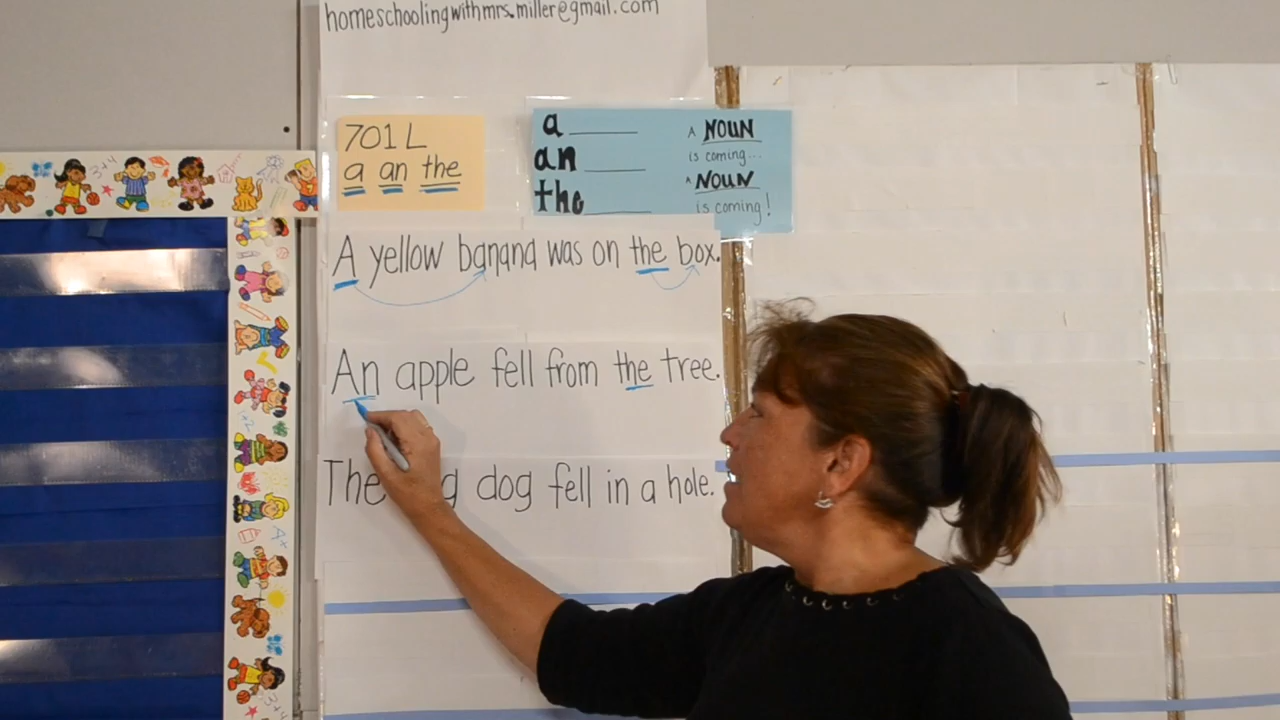 homeschoolingwithmrs.miller@gmail.com
701 L
a an the
a ____ A NOUN
an ____ is coming...
A NOUN
the ____ is coming!
A yellow banana was on the box.
An apple fell from the tree.
The dog fell in a hole.